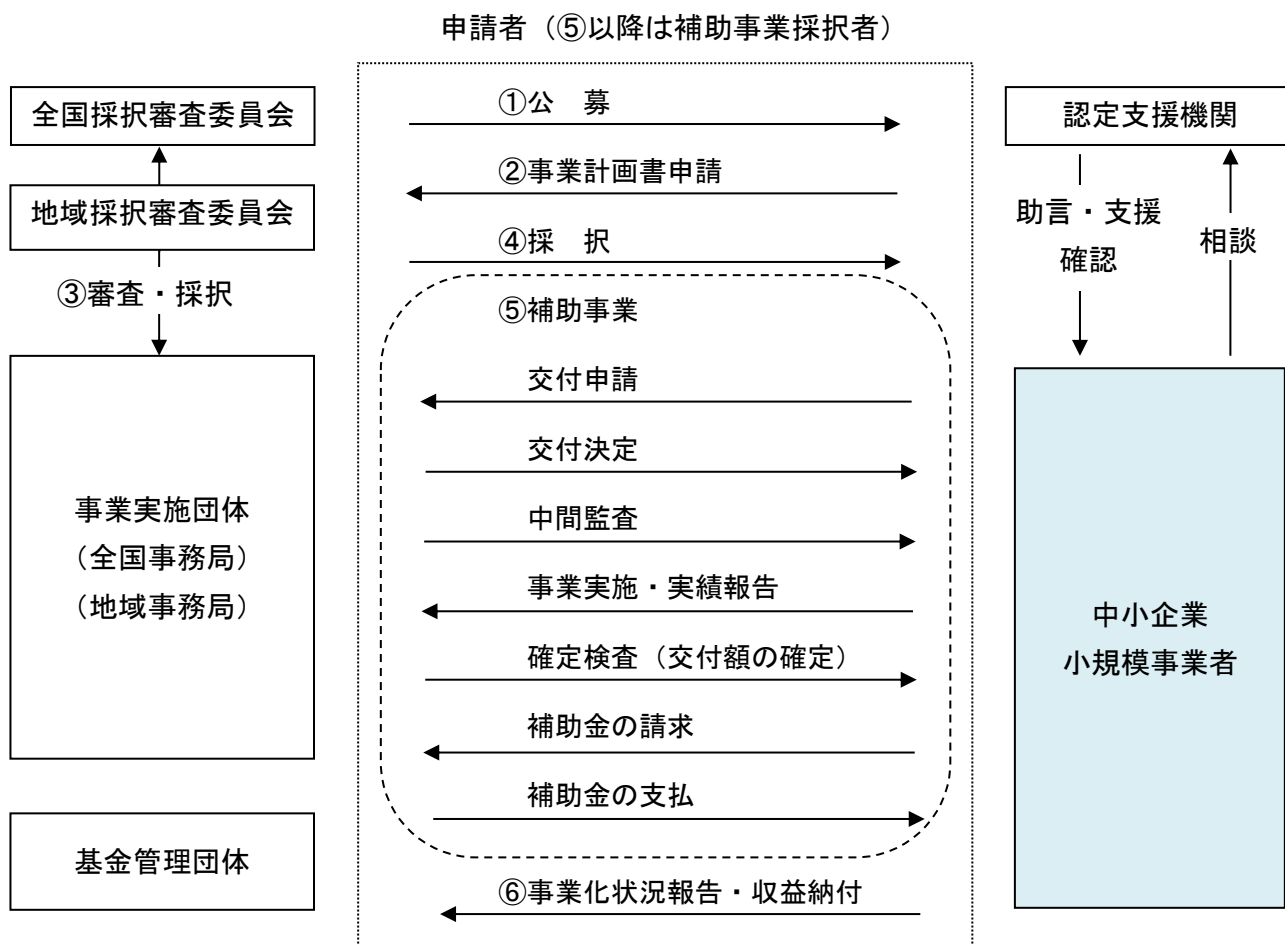 申請者（⑤以降は補助事業採択者）
全国採択審査委員会
地域採択審査委員会
③審査・採択
事業実施団体
（全国事務局）
（地域事務局）
基金管理団体
①公　募
②事業計画書申請
④採　択
⑤補助事業
交付申請
交付決定
中間監査
事業実施・実績報告
確定検査（交付額の確定）
補助金の請求
補助金の支払
⑥事業化状況報告・収益納付
認定支援機関
助言・支援
確認
相談
中小企業
小規模事業者